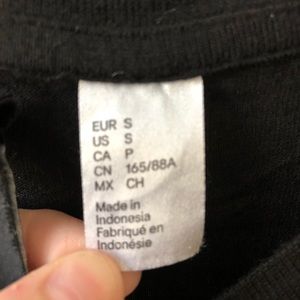 EUR S
US S
CA P
CN 165/88A
MX CH
Made in
Indonesia
Fabriqué en
Indonésie